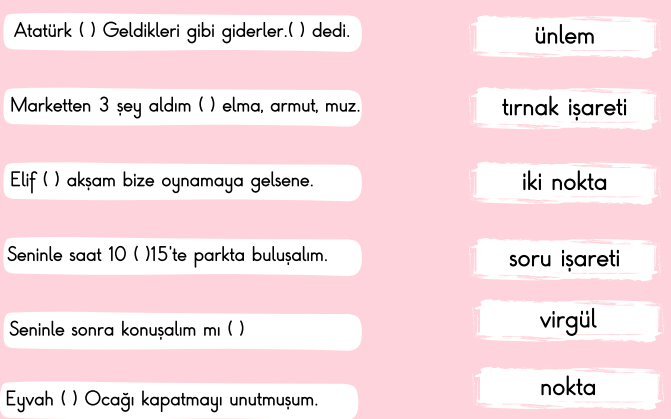 Atatürk ( ) Geldikleri gibi giderler.( ) dedi.
ünlem
Marketten 3 şey aldım ( ) elma, armut, muz.
tırnak işareti
Elif ( ) akşam bize oynamaya gelsene.
iki nokta
Seninle saat 10 ( )15'te parkta buluşalım.
soru işareti
Seninle sonra konuşalım mı ( )
virgül
Eyvah ( ) Ocağı kapatmayı unutmuşum.
nokta